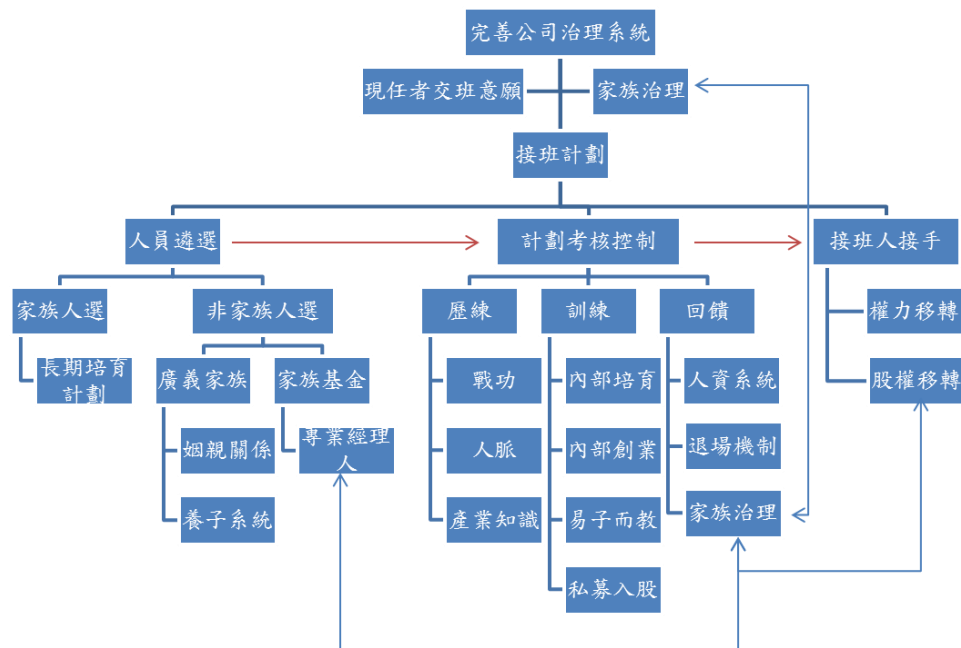 完善公司治理系統
現任者交班意願
家族治理
接班計劃
人員遴選
計劃考核控制
接班人接手
家族人選
非家族人選
歷練
訓練
回饋
權力移轉
長期培育
計劃
廣義家族
家族基金
戰功
內部培育
人資系統
股權移轉
姻親關係
專業經理
人
人脈
內部創業
退場機制
養子系統
產業知識
易子而教
家族治理
私募入股